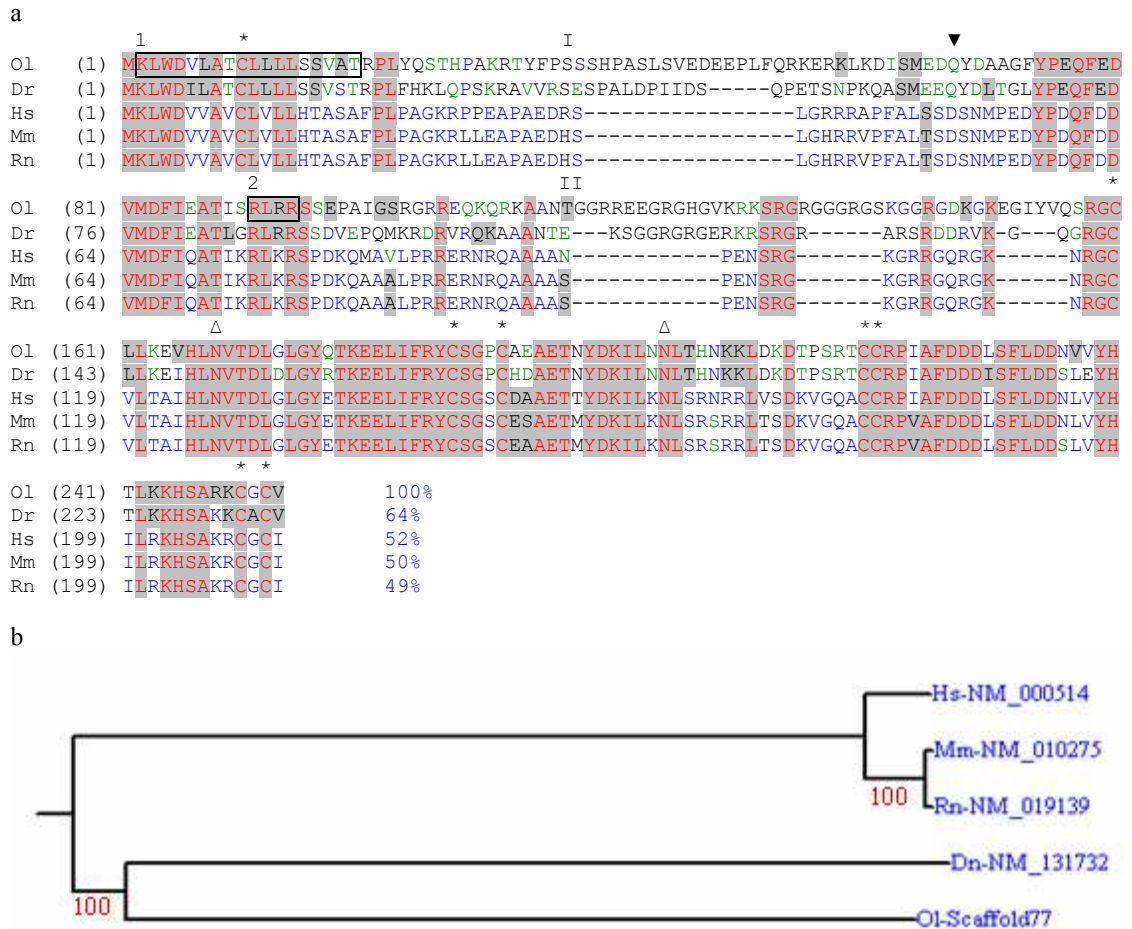 a
1 * I ▼
Ol (1) MKLWDVLATCLLLLSSVATRPLYQSTHPAKRTYFPSSSHPASLSVEDEEPLFQRKERKLKDISMEDQYDAAGFYPEQFED
Dr (1) MKLWDILATCLLLLSSVSTRPLFHKLQPSKRAVVRSESPALDPIIDS-----QPETSNPKQASMEEQYDLTGLYPEQFED
Hs (1) MKLWDVVAVCLVLLHTASAFPLPAGKRPPEAPAEDRS-----------------LGRRRAPFALSSDSNMPEDYPDQFDD
Mm (1) MKLWDVVAVCLVLLHTASAFPLPAGKRLLEAPAEDHS-----------------LGHRRVPFALTSDSNMPEDYPDQFDD
Rn (1) MKLWDVVAVCLVLLHTASAFPLPAGKRLLEAPAEDHS-----------------LGHRRVPFALTSDSNMPEDYPDQFDD
2 II *
Ol (81) VMDFIEATISRLRRSSEPAIGSRGRREQKQRKAANTGGRREEGRGHGVKRKSRGRGGGRGSKGGRGDKGKEGIYVQSRGC
Dr (76) VMDFIEATLGRLRRSSDVEPQMKRDRVRQKAAANTE---KSGGRGRGERKRSRGR------ARSRDDRVK-G---QGRGC
Hs (64) VMDFIQATIKRLKRSPDKQMAVLPRRERNRQAAAAN------------PENSRG-------KGRRGQRGK------NRGC
Mm (64) VMDFIQATIKRLKRSPDKQAAALPRRERNRQAAAAS------------PENSRG-------KGRRGQRGK------NRGC
Rn (64) VMDFIQATIKRLKRSPDKQAAALPRRERNRQAAAAS------------PENSRG-------KGRRGQRGK------NRGC
Δ * * Δ **
Ol (161) LLKEVHLNVTDLGLGYQTKEELIFRYCSGPCAEAETNYDKILNNLTHNKKLDKDTPSRTCCRPIAFDDDLSFLDDNVVYH
Dr (143) LLKEIHLNVTDLDLGYRTKEELIFRYCSGPCHDAETNYDKILNNLTHNKKLDKDTPSRTCCRPIAFDDDISFLDDSLEYH
Hs (119) VLTAIHLNVTDLGLGYETKEELIFRYCSGSCDAAETTYDKILKNLSRNRRLVSDKVGQACCRPIAFDDDLSFLDDNLVYH
Mm (119) VLTAIHLNVTDLGLGYETKEELIFRYCSGSCESAETMYDKILKNLSRSRRLTSDKVGQACCRPVAFDDDLSFLDDNLVYH
Rn (119) VLTAIHLNVTDLGLGYETKEELIFRYCSGSCEAAETMYDKILKNLSRSRRLTSDKVGQACCRPVAFDDDLSFLDDSLVYH
* *
Ol (241) TLKKHSARKCGCV 100%
Dr (223) TLKKHSAKKCACV 64%
Hs (199) ILRKHSAKRCGCI 52%
Mm (199) ILRKHSAKRCGCI 50%
Rn (199) ILRKHSAKRCGCI 49%
b
Hs-NM_000514
Mm-NM_010275
100
Rn-NM_019139
Dn-NM_131732
100
Ol-Scaffold77